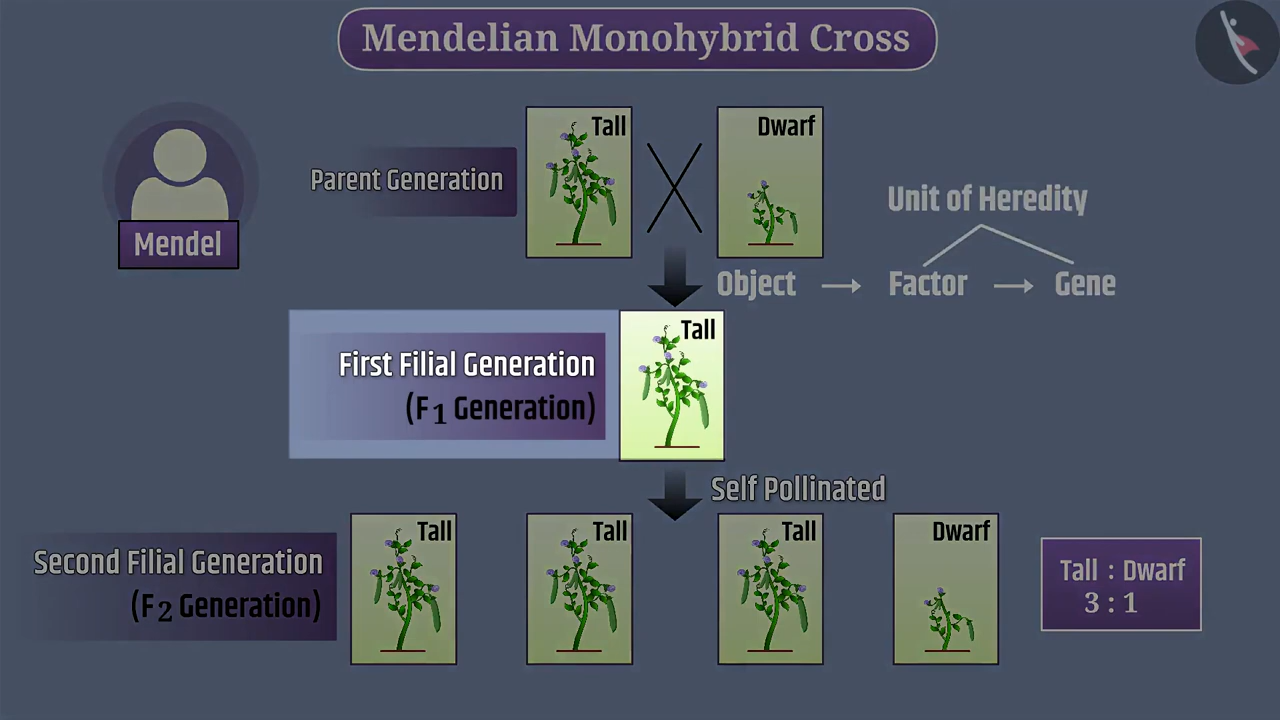 Mendelian Monohybrid Cross
Mendel
Parent Generation
Tall
Dwarf
Unit of Heredity
Object → Factor → Gene
First Filial Generation
(F1 Generation)
Tall
Self Pollinated
Second Filial Generation
(F2 Generation)
Tall
Tall
Tall
Dwarf
Tall : Dwarf
3 : 1